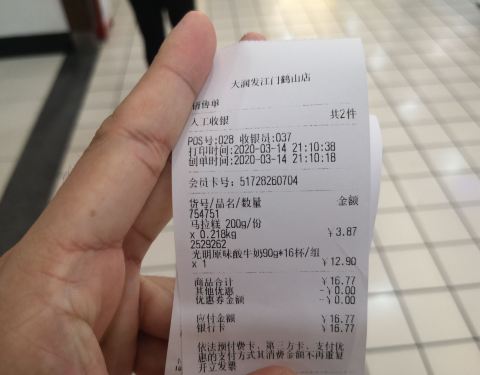 大润发江门鹤山店
销售单
人工收银 共2件
POS号:028 收银员:037
打印时间:2020-03-14 21:10:38
创单时间:2020-03-14 21:10:18
会员卡号: 51728260704
货号/品名/数量 金额
754751
马拉糕 200g/份
x 0.218kg ￥3.87
2529262
光明原味酸牛奶90g*16杯/组
x 1 ￥12.90
商品合计 ￥16.77
其他优惠 -￥0.00
优惠券金额 -￥0.00
应付金额 ￥16.77
银行卡 ￥16.77
依法预付费卡、第三方卡、支付优
惠的支付方式其消费金额不再重复
开立发票